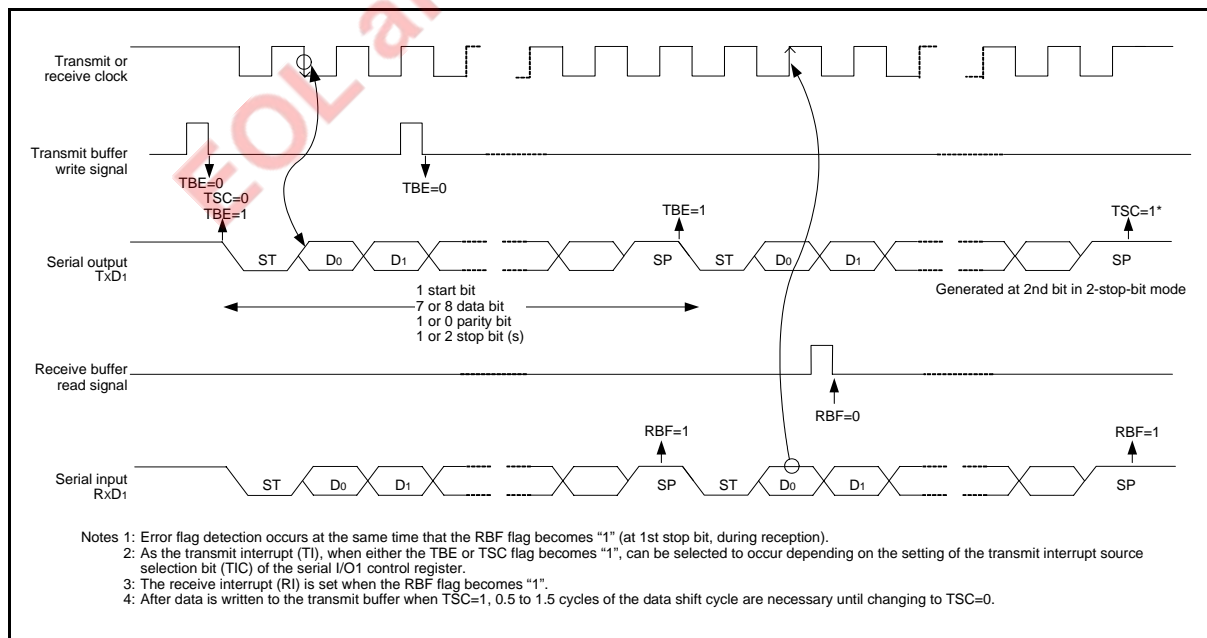 EOL a
Transmit or
receive clock
Transmit buffer
write signal
TBE=0
TSC=0
TBE=1
TBE=0
TBE=1
TSC=1*
Serial output
TxD1
ST
D0
D1
SP
ST
D0
D1
SP
1 start bit
7 or 8 data bit
1 or 0 parity bit
1 or 2 stop bit (s)
Generated at 2nd bit in 2-stop-bit mode
Receive buffer
read signal
RBF=0
RBF=1
RBF=1
Serial input
RxD1
ST
D0
D1
SP
ST
D0
D1
SP
Notes 1: Error flag detection occurs at the same time that the RBF flag becomes “1” (at 1st stop bit, during reception).
2: As the transmit interrupt (TI), when either the TBE or TSC flag becomes “1”, can be selected to occur depending on the setting of the transmit interrupt source
selection bit (TIC) of the serial I/O1 control register.
3: The receive interrupt (RI) is set when the RBF flag becomes “1”.
4: After data is written to the transmit buffer when TSC=1, 0.5 to 1.5 cycles of the data shift cycle are necessary until changing to TSC=0.